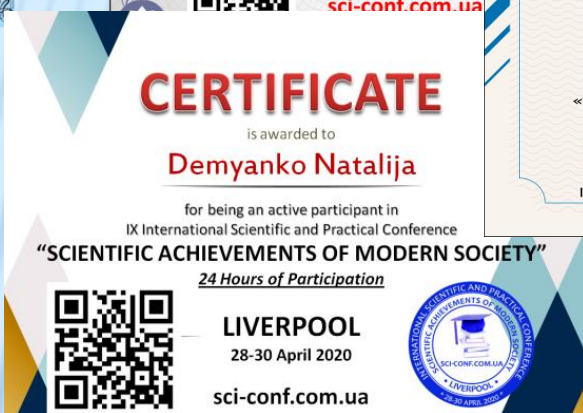 sci-conf.com.ua
«
CERTIFICATE
is awarded to
Demyanko Natalija
for being an active participant in
IX International Scientific and Practical Conference
“SCIENTIFIC ACHIEVEMENTS OF MODERN SOCIETY”
24 Hours of Participation
LIVERPOOL
28-30 April 2020
sci-conf.com.ua
INTERNATIONAL SCIENTIFIC AND PRACTICAL CONFERENCE
SCIENTIFIC ACHIEVEMENTS OF MODERN SOCIETY
SCI-CONF.COM.UA
* LIVERPOOL *
* 28-30 APRIL 2020 *